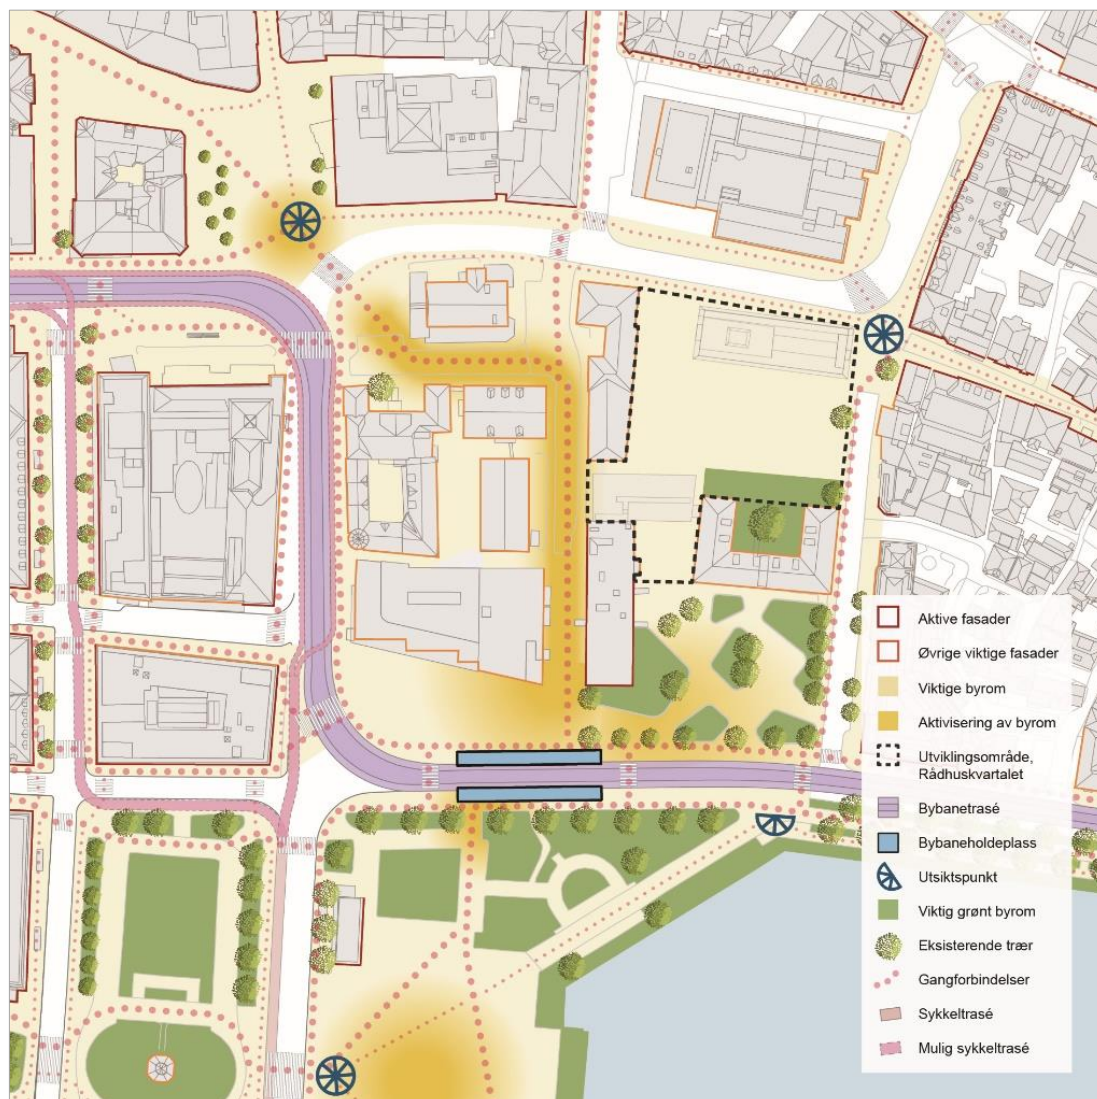 Aktive fasader
Øvrige viktige fasader
Viktige byrom
Aktivisering av byrom
Utviklingsområde,
Rådhuskvartalet
Bybanetrasé
Bybaneholdeplass
Utsiktspunkt
Viktig grønt byrom
Eksisterende trær
Gangforbindelser
Sykkeltrasé
Mulig sykkeltrasé